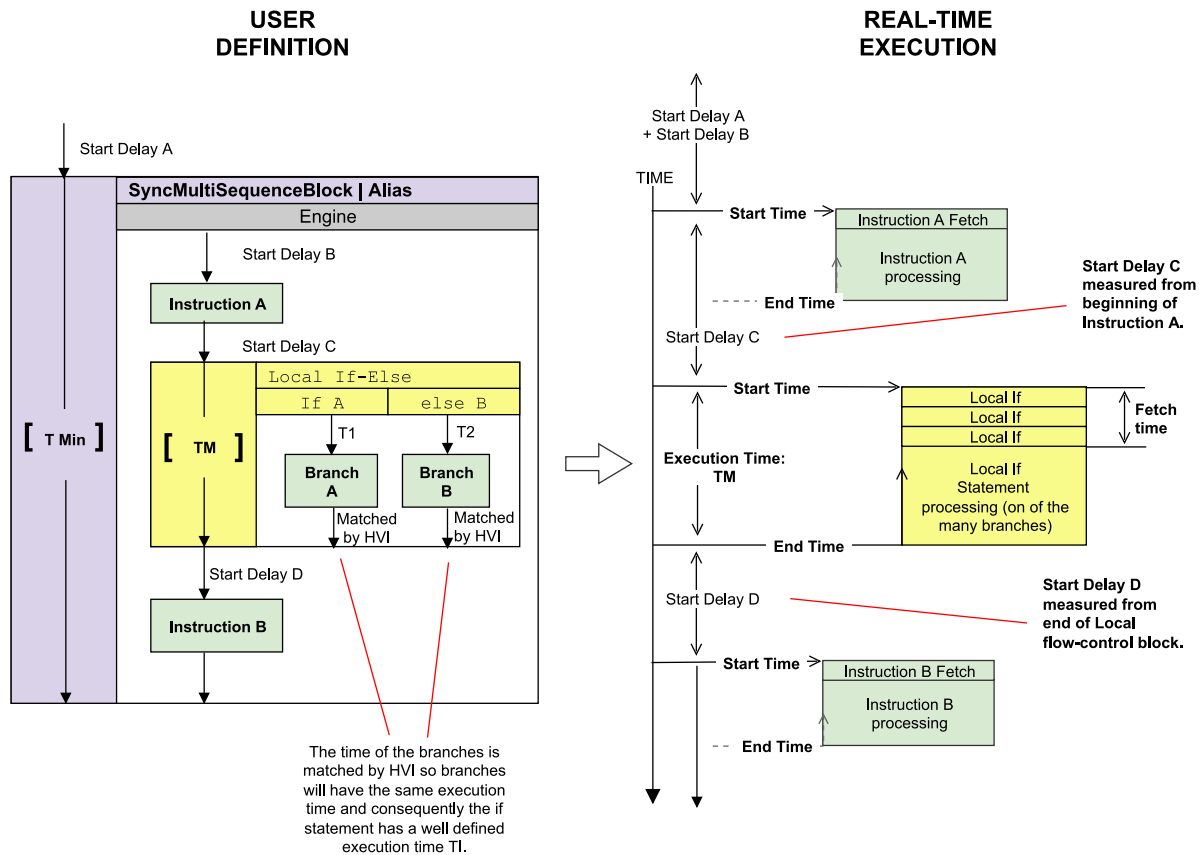 USER
DEFINITION
Start Delay A
SyncMultiSequenceBlock | Alias
Engine
Start Delay B
Instruction A
Start Delay C
Local If-Else
If A
else B
[ T Min ]
[ TM ]
T1
T2
Branch
A
Branch
B
Matched
by HVI
Matched
by HVI
Start Delay D
Instruction B
The time of the branches is
matched by HVI so branches
will have the same execution
time and consequently the if
statement has a well defined
execution time TI.
REAL-TIME
EXECUTION
Start Delay A
+ Start Delay B
TIME
Start Time
Instruction A Fetch
Instruction A
processing
End Time
Start Delay C
Start Delay C
measured from
beginning of
Instruction A.
Start Time
Local If
Local If
Local If
Fetch
time
Execution Time:
TM
Local If
Statement
processing (on of the
many branches)
End Time
Start Delay D
Start Delay D
measured from
end of Local
flow-control block.
Start Time
Instruction B Fetch
Instruction B
processing
End Time